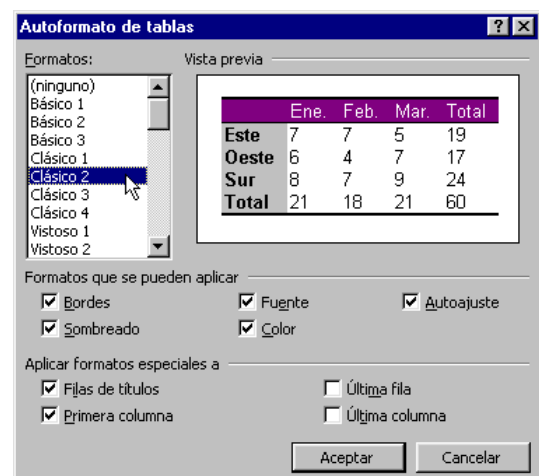 Autoformato de tablas
Formatos:
Vista previa
(ninguno)
Básico 1
Básico 2
Básico 3
Clásico 1
Clásico 2
Clásico 3
Clásico 4
Vistoso 1
Vistoso 2
Ene. Feb. Mar. Total
Este 7 7 5 19
Oeste 6 4 7 17
Sur 8 7 9 24
Total 21 18 21 60
Formatos que se pueden aplicar
Bordes Fuente Autoajuste
Sombreado Color
Aplicar formatos especiales a
Filas de títulos Última fila
Primera columna Última columna
Aceptar Cancelar